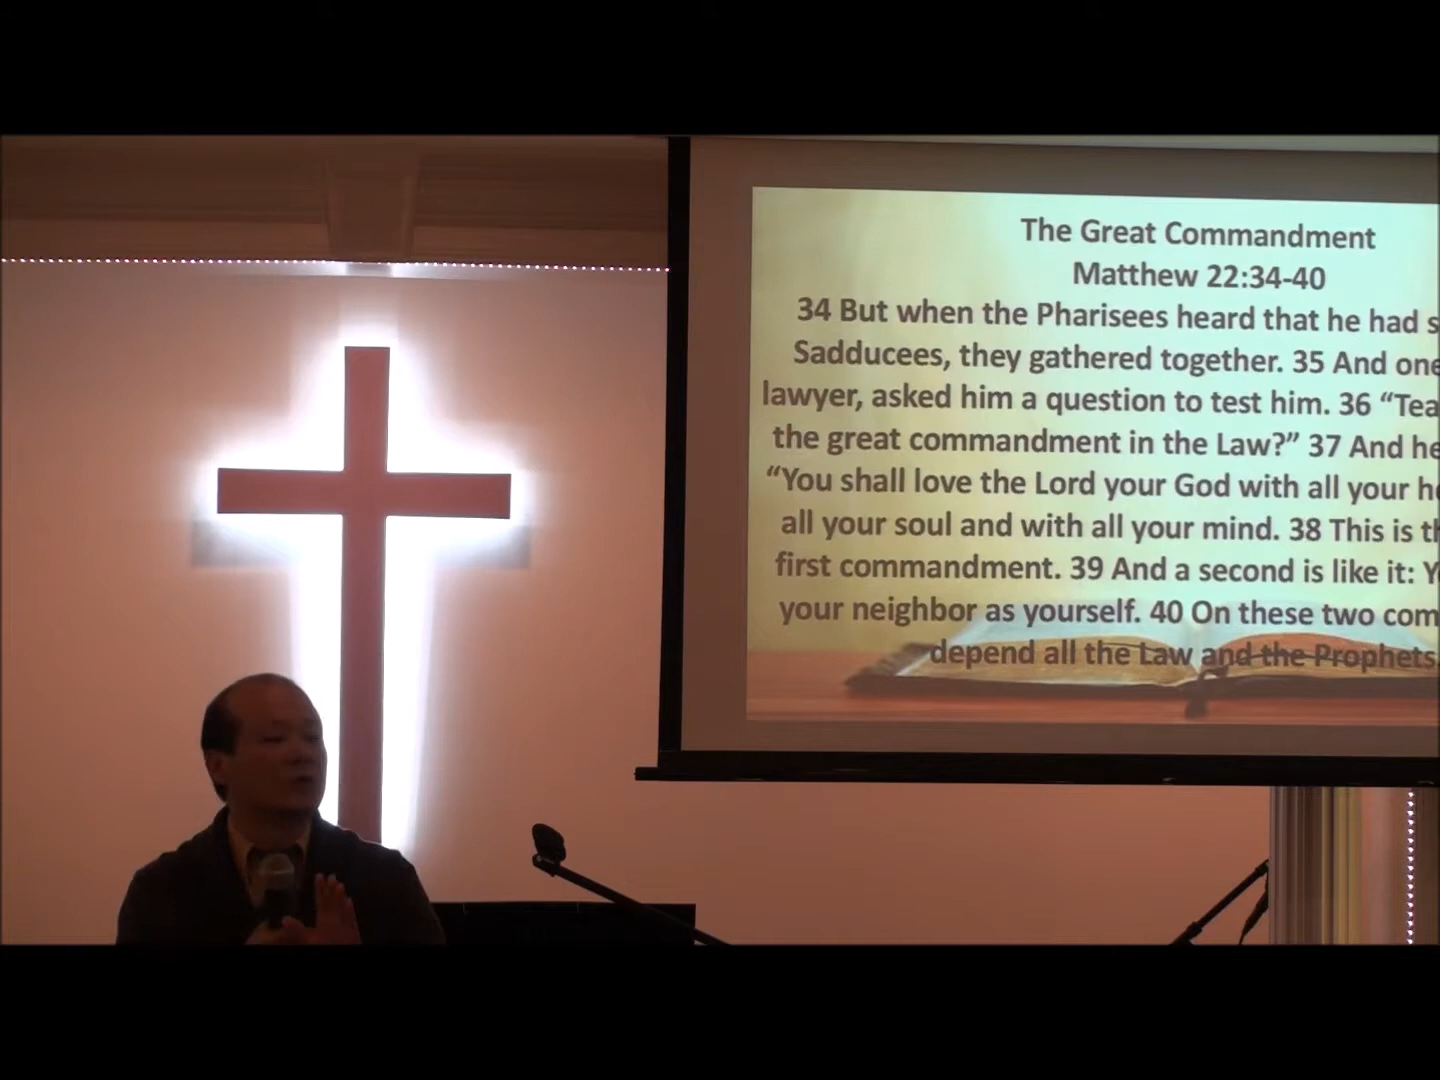 The Great Commandment
Matthew 22:34-40
34 But when the Pharisees heard that he had s
Sadducees, they gathered together. 35 And one
lawyer, asked him a question to test him. 36 “Tea
the great commandment in the Law?” 37 And he
“You shall love the Lord your God with all your he
all your soul and with all your mind. 38 This is th
first commandment. 39 And a second is like it: Y
your neighbor as yourself. 40 On these two com
depend all the Law and the Prophets.